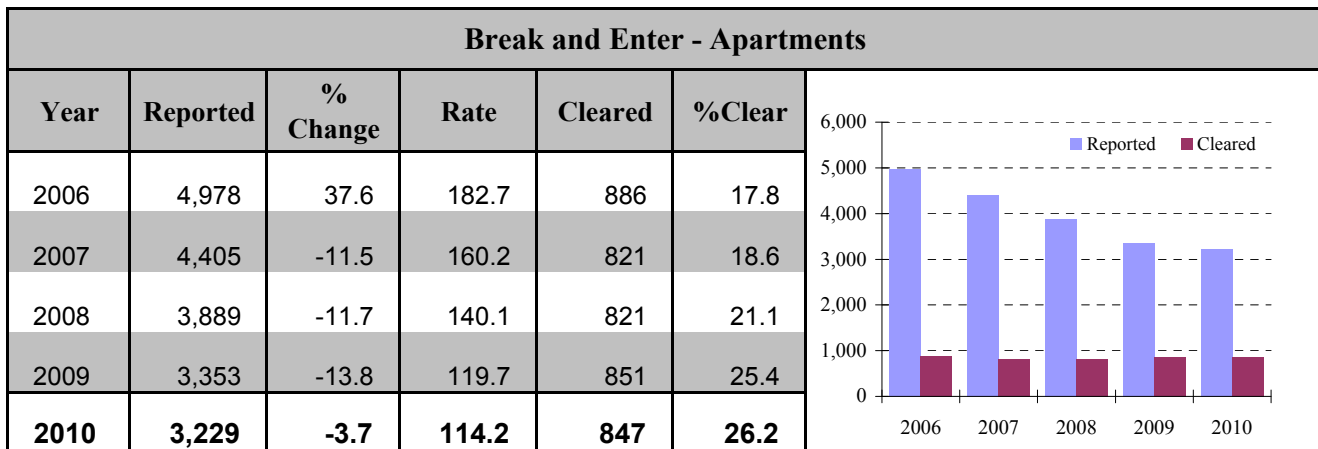 Break and Enter - Apartments
Year Reported % Change Rate Cleared %Clear
2006 4,978 37.6 182.7 886 17.8
2007 4,405 -11.5 160.2 821 18.6
2008 3,889 -11.7 140.1 821 21.1
2009 3,353 -13.8 119.7 851 25.4
2010 3,229 -3.7 114.2 847 26.2
Reported Cleared
6,000
5,000
4,000
3,000
2,000
1,000
0
2006 2007 2008 2009 2010